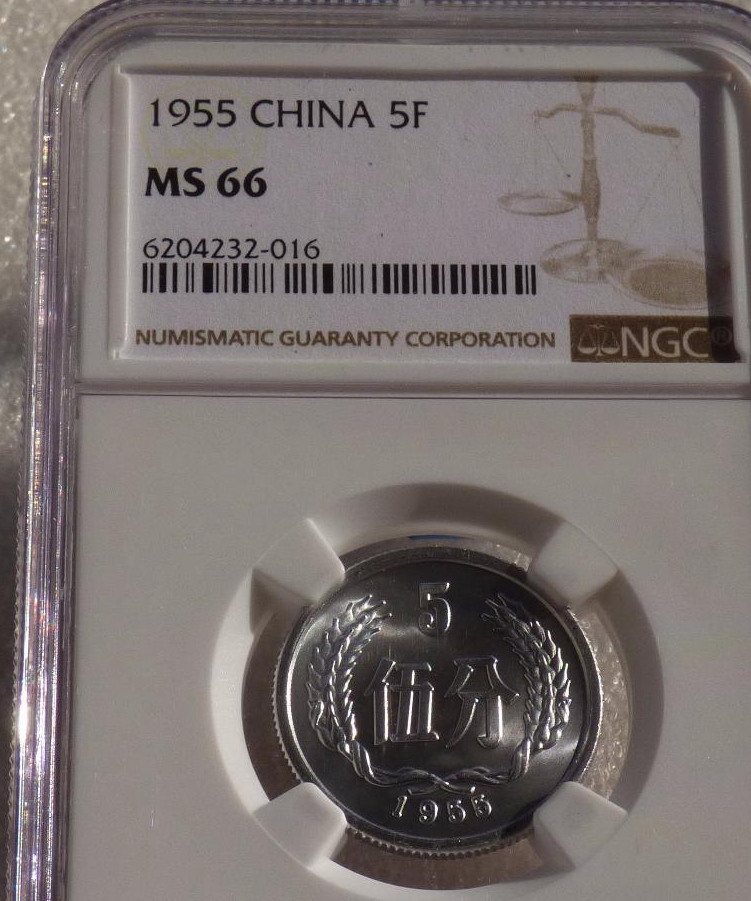 1955 CHINA 5F
MS 66
6204232-016
NUMISMATIC GUARANTY CORPORATION
NGC®
5
伍分
1955